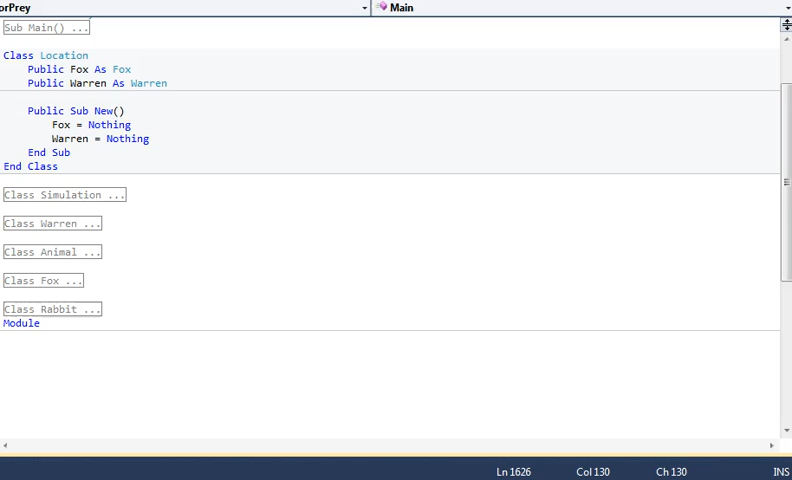 orPrey
Main
Sub Main() ...
Class Location
Public Fox As Fox
Public Warren As Warren
Public Sub New()
Fox = Nothing
Warren = Nothing
End Sub
End Class
Class Simulation ...
Class Warren ...
Class Animal ...
Class Fox ...
Class Rabbit ...
Module
Ln 1626 Col 130 Ch 130 INS